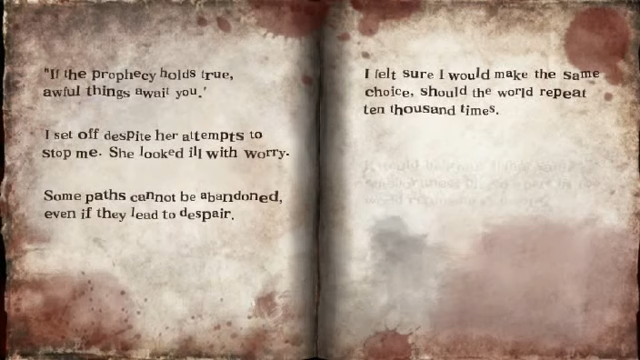 "If the prophecy holds true,
awful things await you.'
I set off despite her attempts to
stop me. She looked ill with worry.
Some paths cannot be abandoned,
even if they lead to despair.
I felt sure I would make the same
choice, should the world repeat
ten thousand times.